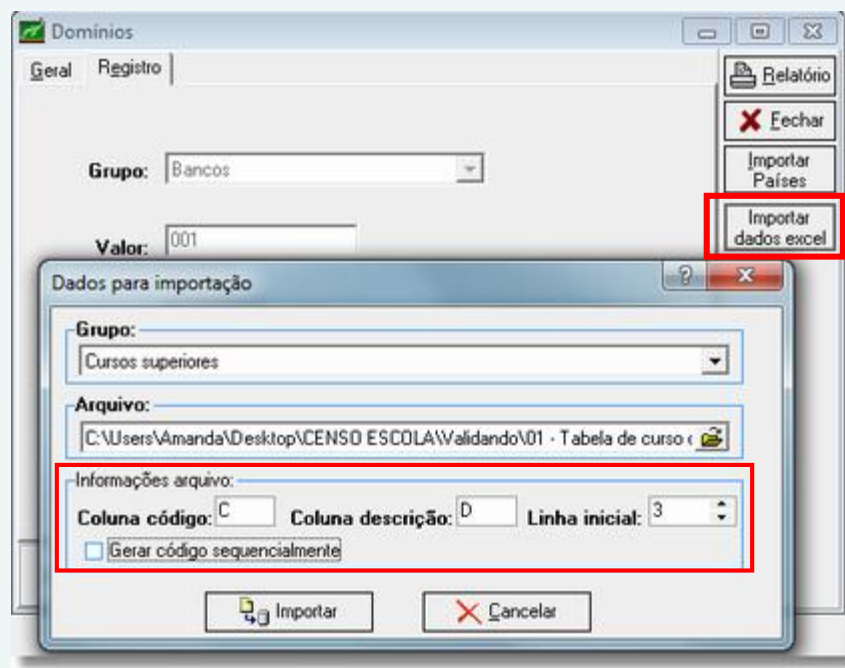 Domínios
Geral Registro
Relatório
Fechar
Grupo: Bancos
Importar
Países
Valor: 001
Importar
dados excel
Dados para importação
Grupo:
Cursos superiores
Arquivo:
C:\Users\Amanda\Desktop\CENSO ESCOLA\Validando\01 - Tabela de curso
Informações arquivo:
Coluna código: C Coluna descrição: D Linha inicial: 3
Gerar código sequencialmente
Importar Cancelar